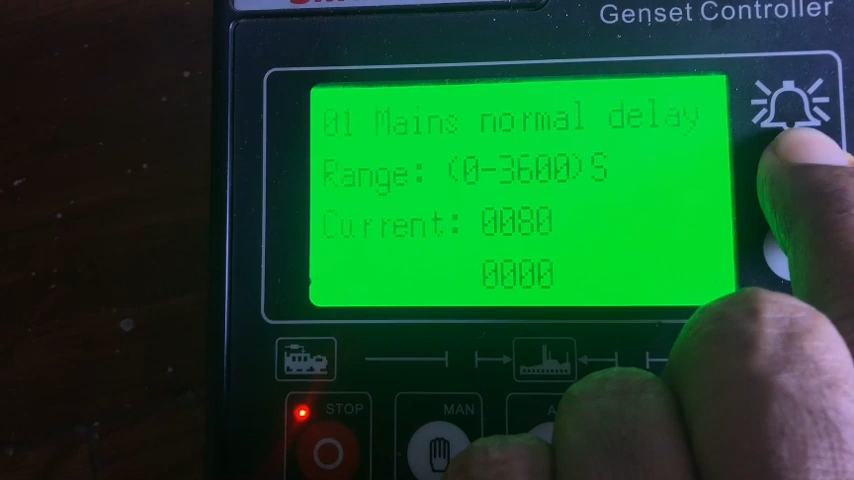 Genset Controller
01 Mains normal delay
Range: (0-3600)S
Current: 0080
0000
STOP
MAN